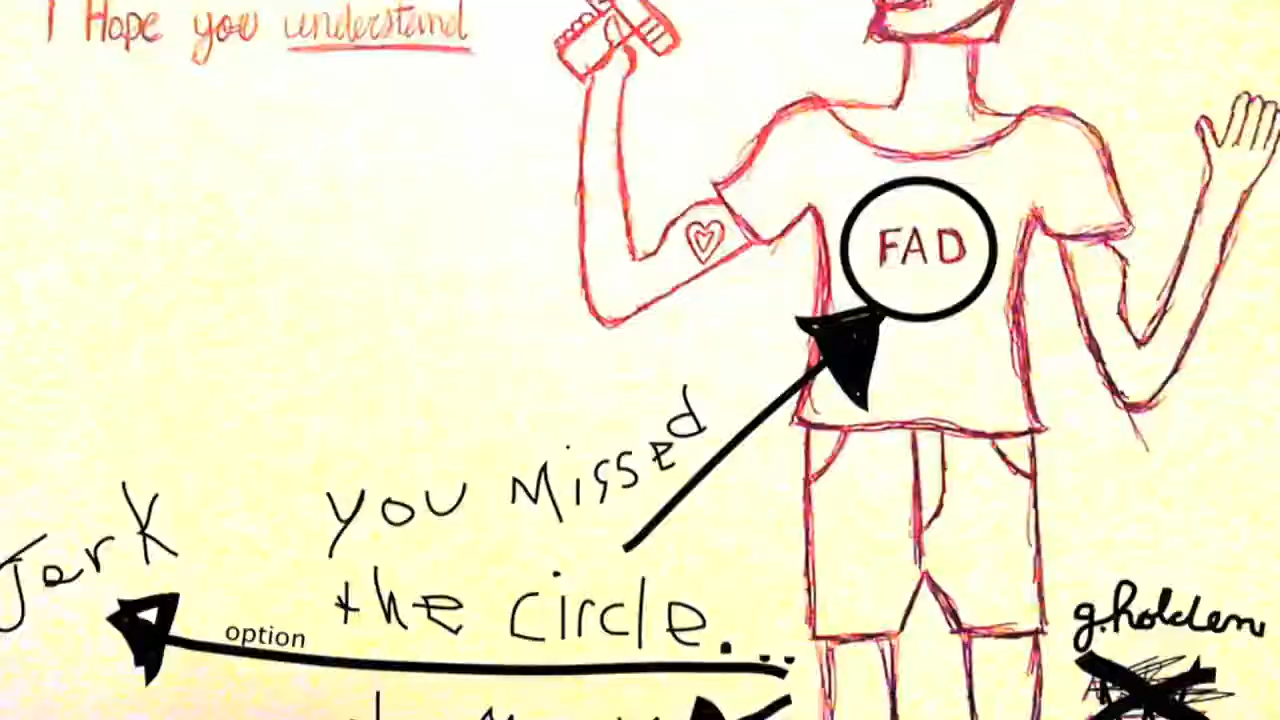 I Hope you understand
FAD
you Missed
the circle...
Jerk
option
g.holden